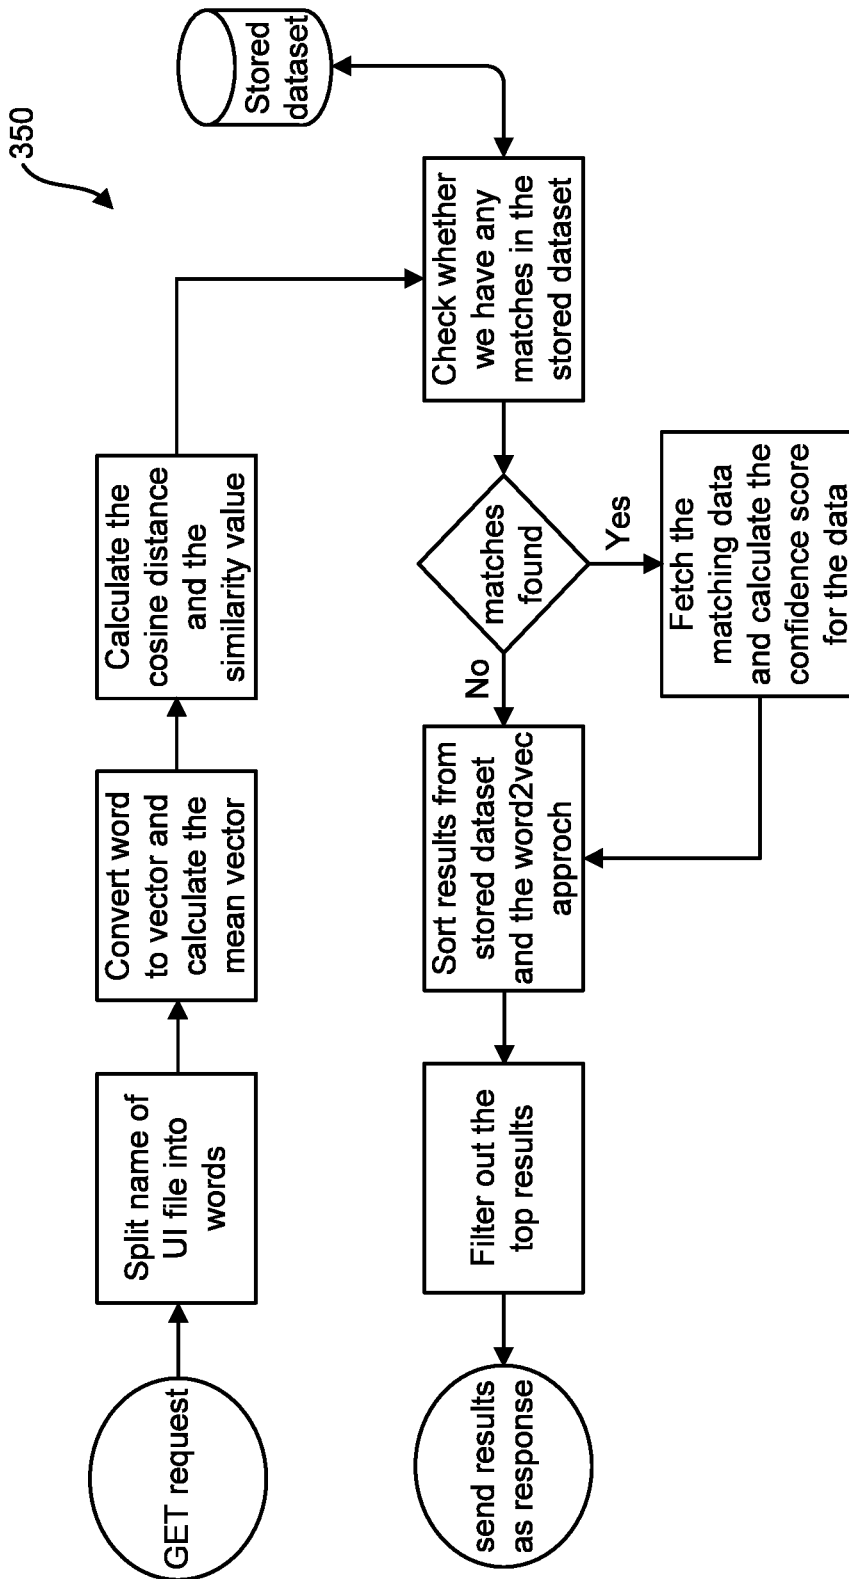 350
GET request
Split name of
UI file into
words
Convert word
to vector and
calculate the
mean vector
Calculate the
cosine distance
and the
similarity value
Stored
dataset
Check whether
we have any
matches in the
stored dataset
matches
found
Yes
No
Fetch the
matching data
and calculate the
confidence score
for the data
Sort results from
stored dataset
and the word2vec
approch
Filter out the
top results
send results
as response